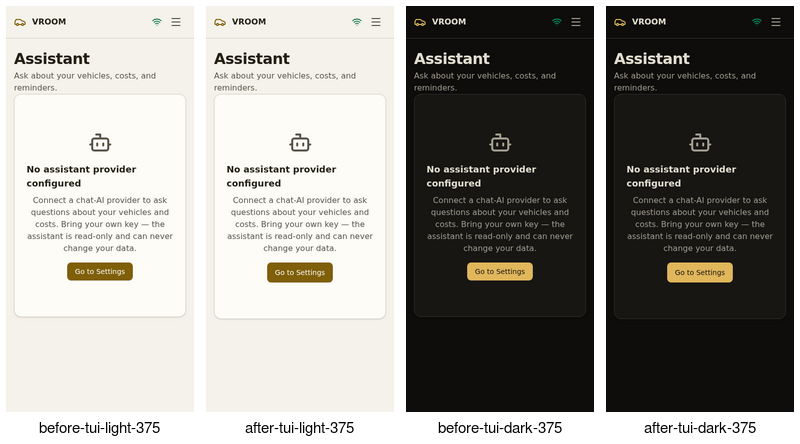 VROOM
Assistant
Ask about your vehicles, costs, and
reminders.
No assistant provider
configured
Connect a chat-AI provider to ask
questions about your vehicles and
costs. Bring your own key — the
assistant is read-only and can never
change your data.
Go to Settings
before-tui-light-375
VROOM
Assistant
Ask about your vehicles, costs, and
reminders.
No assistant provider
configured
Connect a chat-AI provider to ask
questions about your vehicles and
costs. Bring your own key — the
assistant is read-only and can never
change your data.
Go to Settings
after-tui-light-375
VROOM
Assistant
Ask about your vehicles, costs, and
reminders.
No assistant provider
configured
Connect a chat-AI provider to ask
questions about your vehicles and
costs. Bring your own key — the
assistant is read-only and can never
change your data.
Go to Settings
before-tui-dark-375
VROOM
Assistant
Ask about your vehicles, costs, and
reminders.
No assistant provider
configured
Connect a chat-AI provider to ask
questions about your vehicles and
costs. Bring your own key — the
assistant is read-only and can never
change your data.
Go to Settings
after-tui-dark-375